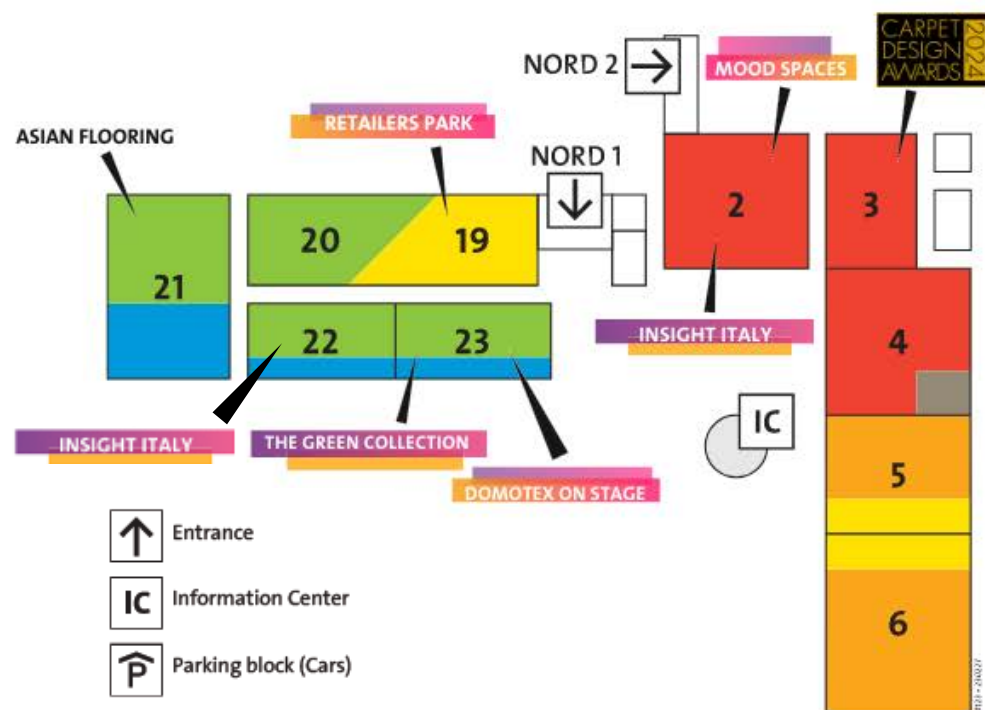 CARPET
DESIGN
AWARDS
2024
NORD 2
MOOD SPACES
RETAILERS PARK
ASIAN FLOORING
NORD 1
2
3
20
19
21
22
23
INSIGHT ITALY
4
IC
INSIGHT ITALY
THE GREEN COLLECTION
DOMOTEX ON STAGE
5
Entrance
IC
Information Center
6
P
Parking block (Cars)